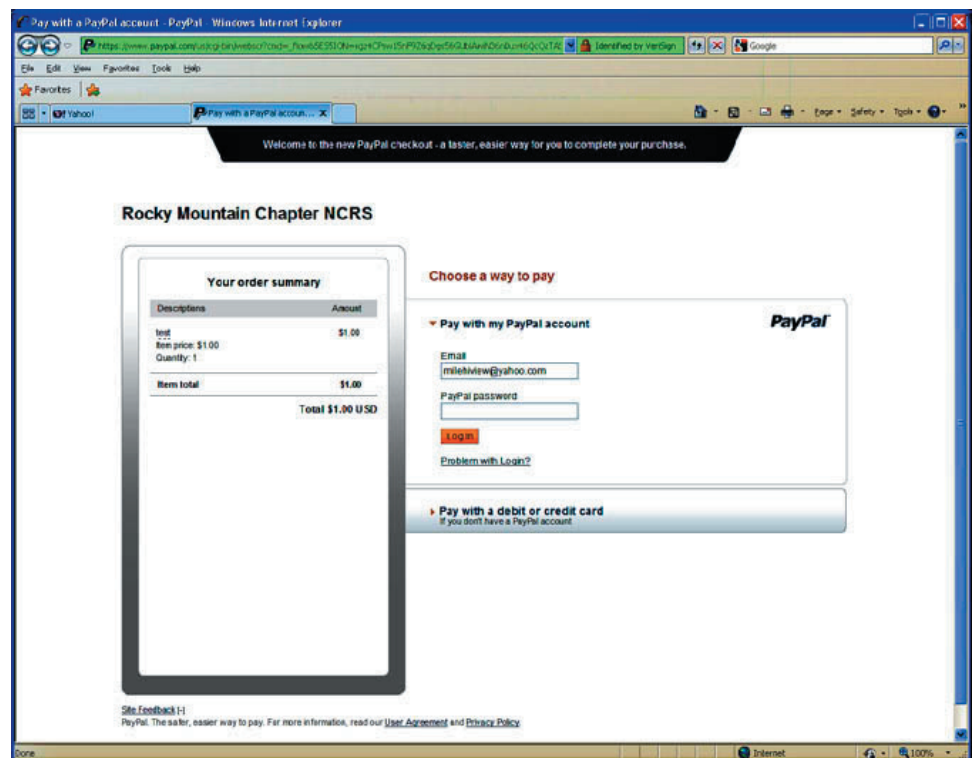 Pay with a PayPal account - PayPal - Windows Internet Explorer
Identified by VeriSign
Google
File Edit View Favorites Tools Help
Favorites
Yahoo!
Pay with a PayPal accoun... X
Page Safety Tools
Welcome to the new PayPal checkout - a faster, easier way for you to complete your purchase.
Rocky Mountain Chapter NCRS
Your order summary
Descriptions Amount
test $1.00
Item price: $1.00
Quantity: 1
Item total $1.00
Total $1.00 USD
Choose a way to pay
Pay with my PayPal account
PayPal
Email
milehiview@yahoo.com
PayPal password
Log In
Problem with Login?
Pay with a debit or credit card
If you don't have a PayPal account
Site Feedback [-]
PayPal. The safer, easier way to pay. For more information, read our User Agreement and Privacy Policy.
Done
Internet
100%